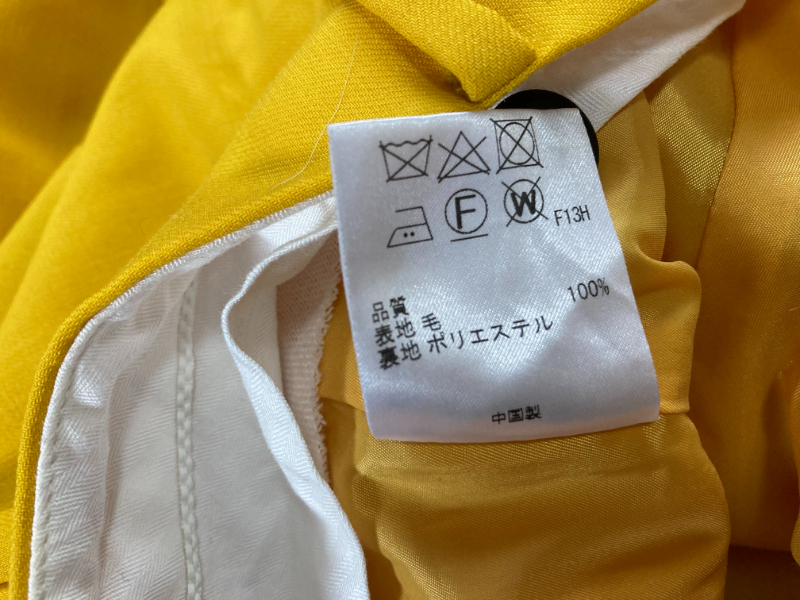 F
W
F13H
品質
表地 毛 100%
裏地 ポリエステル
中国製